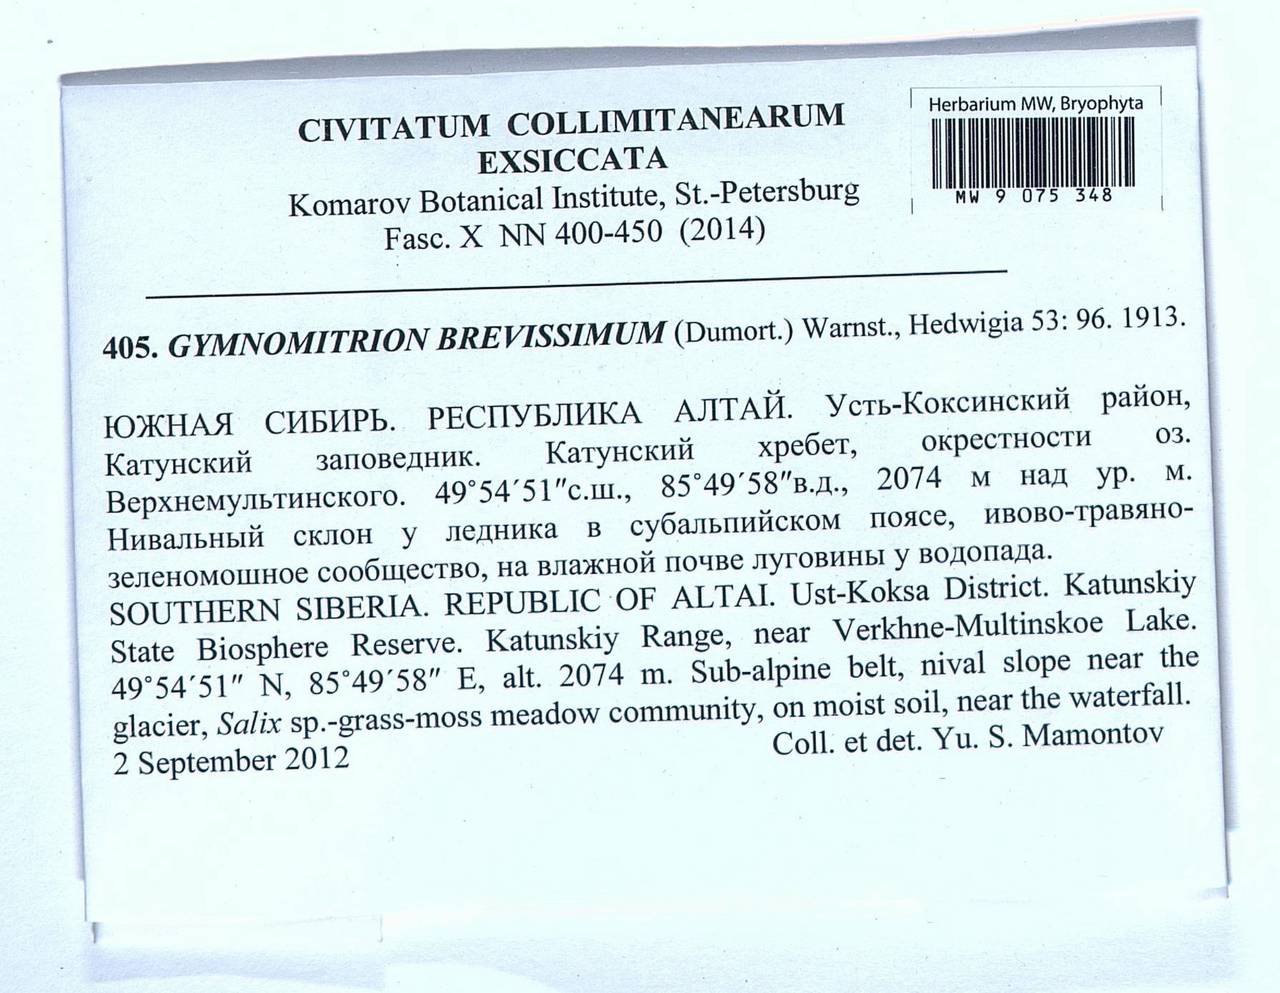 CIVITATUM COLLIMITANEARUM
EXSICCATA
Komarov Botanical Institute, St.-Petersburg
Fasc. X NN 400-450 (2014)
Herbarium MW, Bryophyta
MW 9 075 348
405. GYMNOMITRION BREVISSIMUM (Dumort.) Warnst., Hedwigia 53: 96. 1913.
ЮЖНАЯ СИБИРЬ. РЕСПУБЛИКА АЛТАЙ. Усть-Коксинский район,
Катунский заповедник. Катунский хребет, окрестности оз.
Верхнемультинского. 49°54´51″с.ш., 85°49´58″в.д., 2074 м над ур. м.
Нивальный склон у ледника в субальпийском поясе, ивово-травяно-
зеленомошное сообщество, на влажной почве луговины у водопада.
SOUTHERN SIBERIA. REPUBLIC OF ALTAI. Ust-Koksa District. Katunskiy
State Biosphere Reserve. Katunskiy Range, near Verkhne-Multinskoe Lake.
49°54´51″ N, 85°49´58″ E, alt. 2074 m. Sub-alpine belt, nival slope near the
glacier, Salix sp.-grass-moss meadow community, on moist soil, near the waterfall.
2 September 2012 Coll. et det. Yu. S. Mamontov